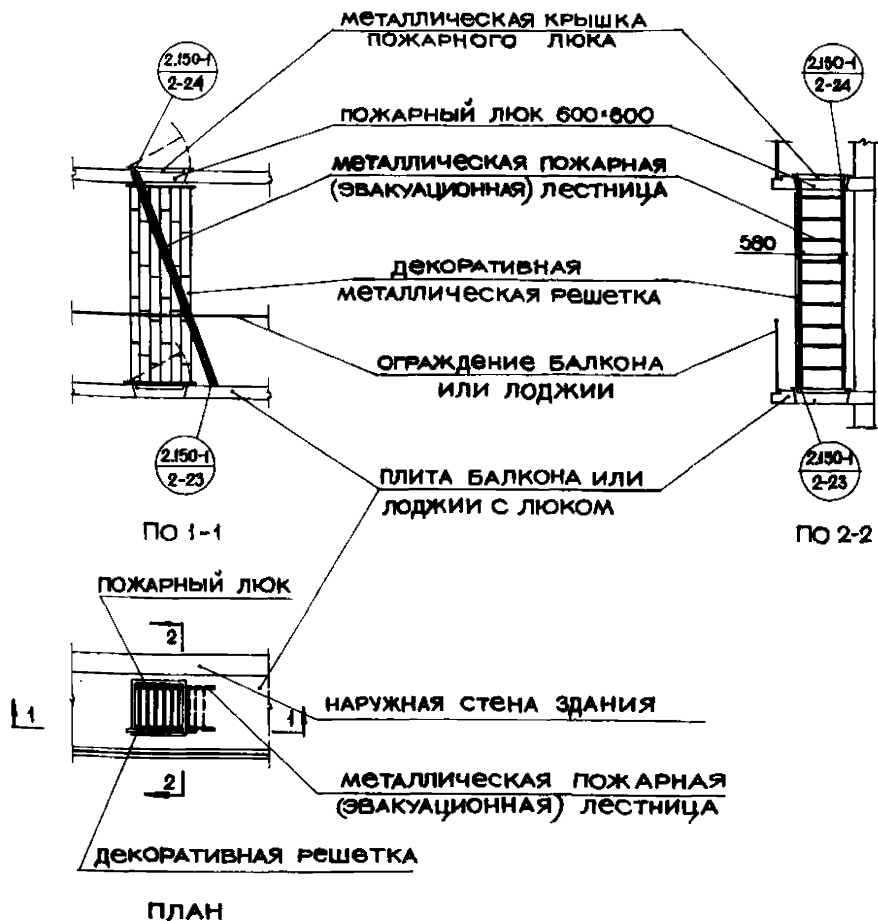 МЕТАЛЛИЧЕСКАЯ КРЫШКА
ПОЖАРНОГО ЛЮКА
2.150-1
2-24
2.150-1
2-24
ПОЖАРНЫЙ ЛЮК 600×800
МЕТАЛЛИЧЕСКАЯ ПОЖАРНАЯ
(ЭВАКУАЦИОННАЯ) ЛЕСТНИЦА
580
ДЕКОРАТИВНАЯ
МЕТАЛЛИЧЕСКАЯ РЕШЕТКА
ОГРАЖДЕНИЕ БАЛКОНА
ИЛИ ЛОДЖИИ
2.150-1
2-23
2.150-1
2-23
ПЛИТА БАЛКОНА ИЛИ
ЛОДЖИИ С ЛЮКОМ
ПО 1-1
ПО 2-2
ПОЖАРНЫЙ ЛЮК
2
НАРУЖНАЯ СТЕНА ЗДАНИЯ
1
1
2
МЕТАЛЛИЧЕСКАЯ ПОЖАРНАЯ
(ЭВАКУАЦИОННАЯ) ЛЕСТНИЦА
ДЕКОРАТИВНАЯ РЕШЕТКА
ПЛАН